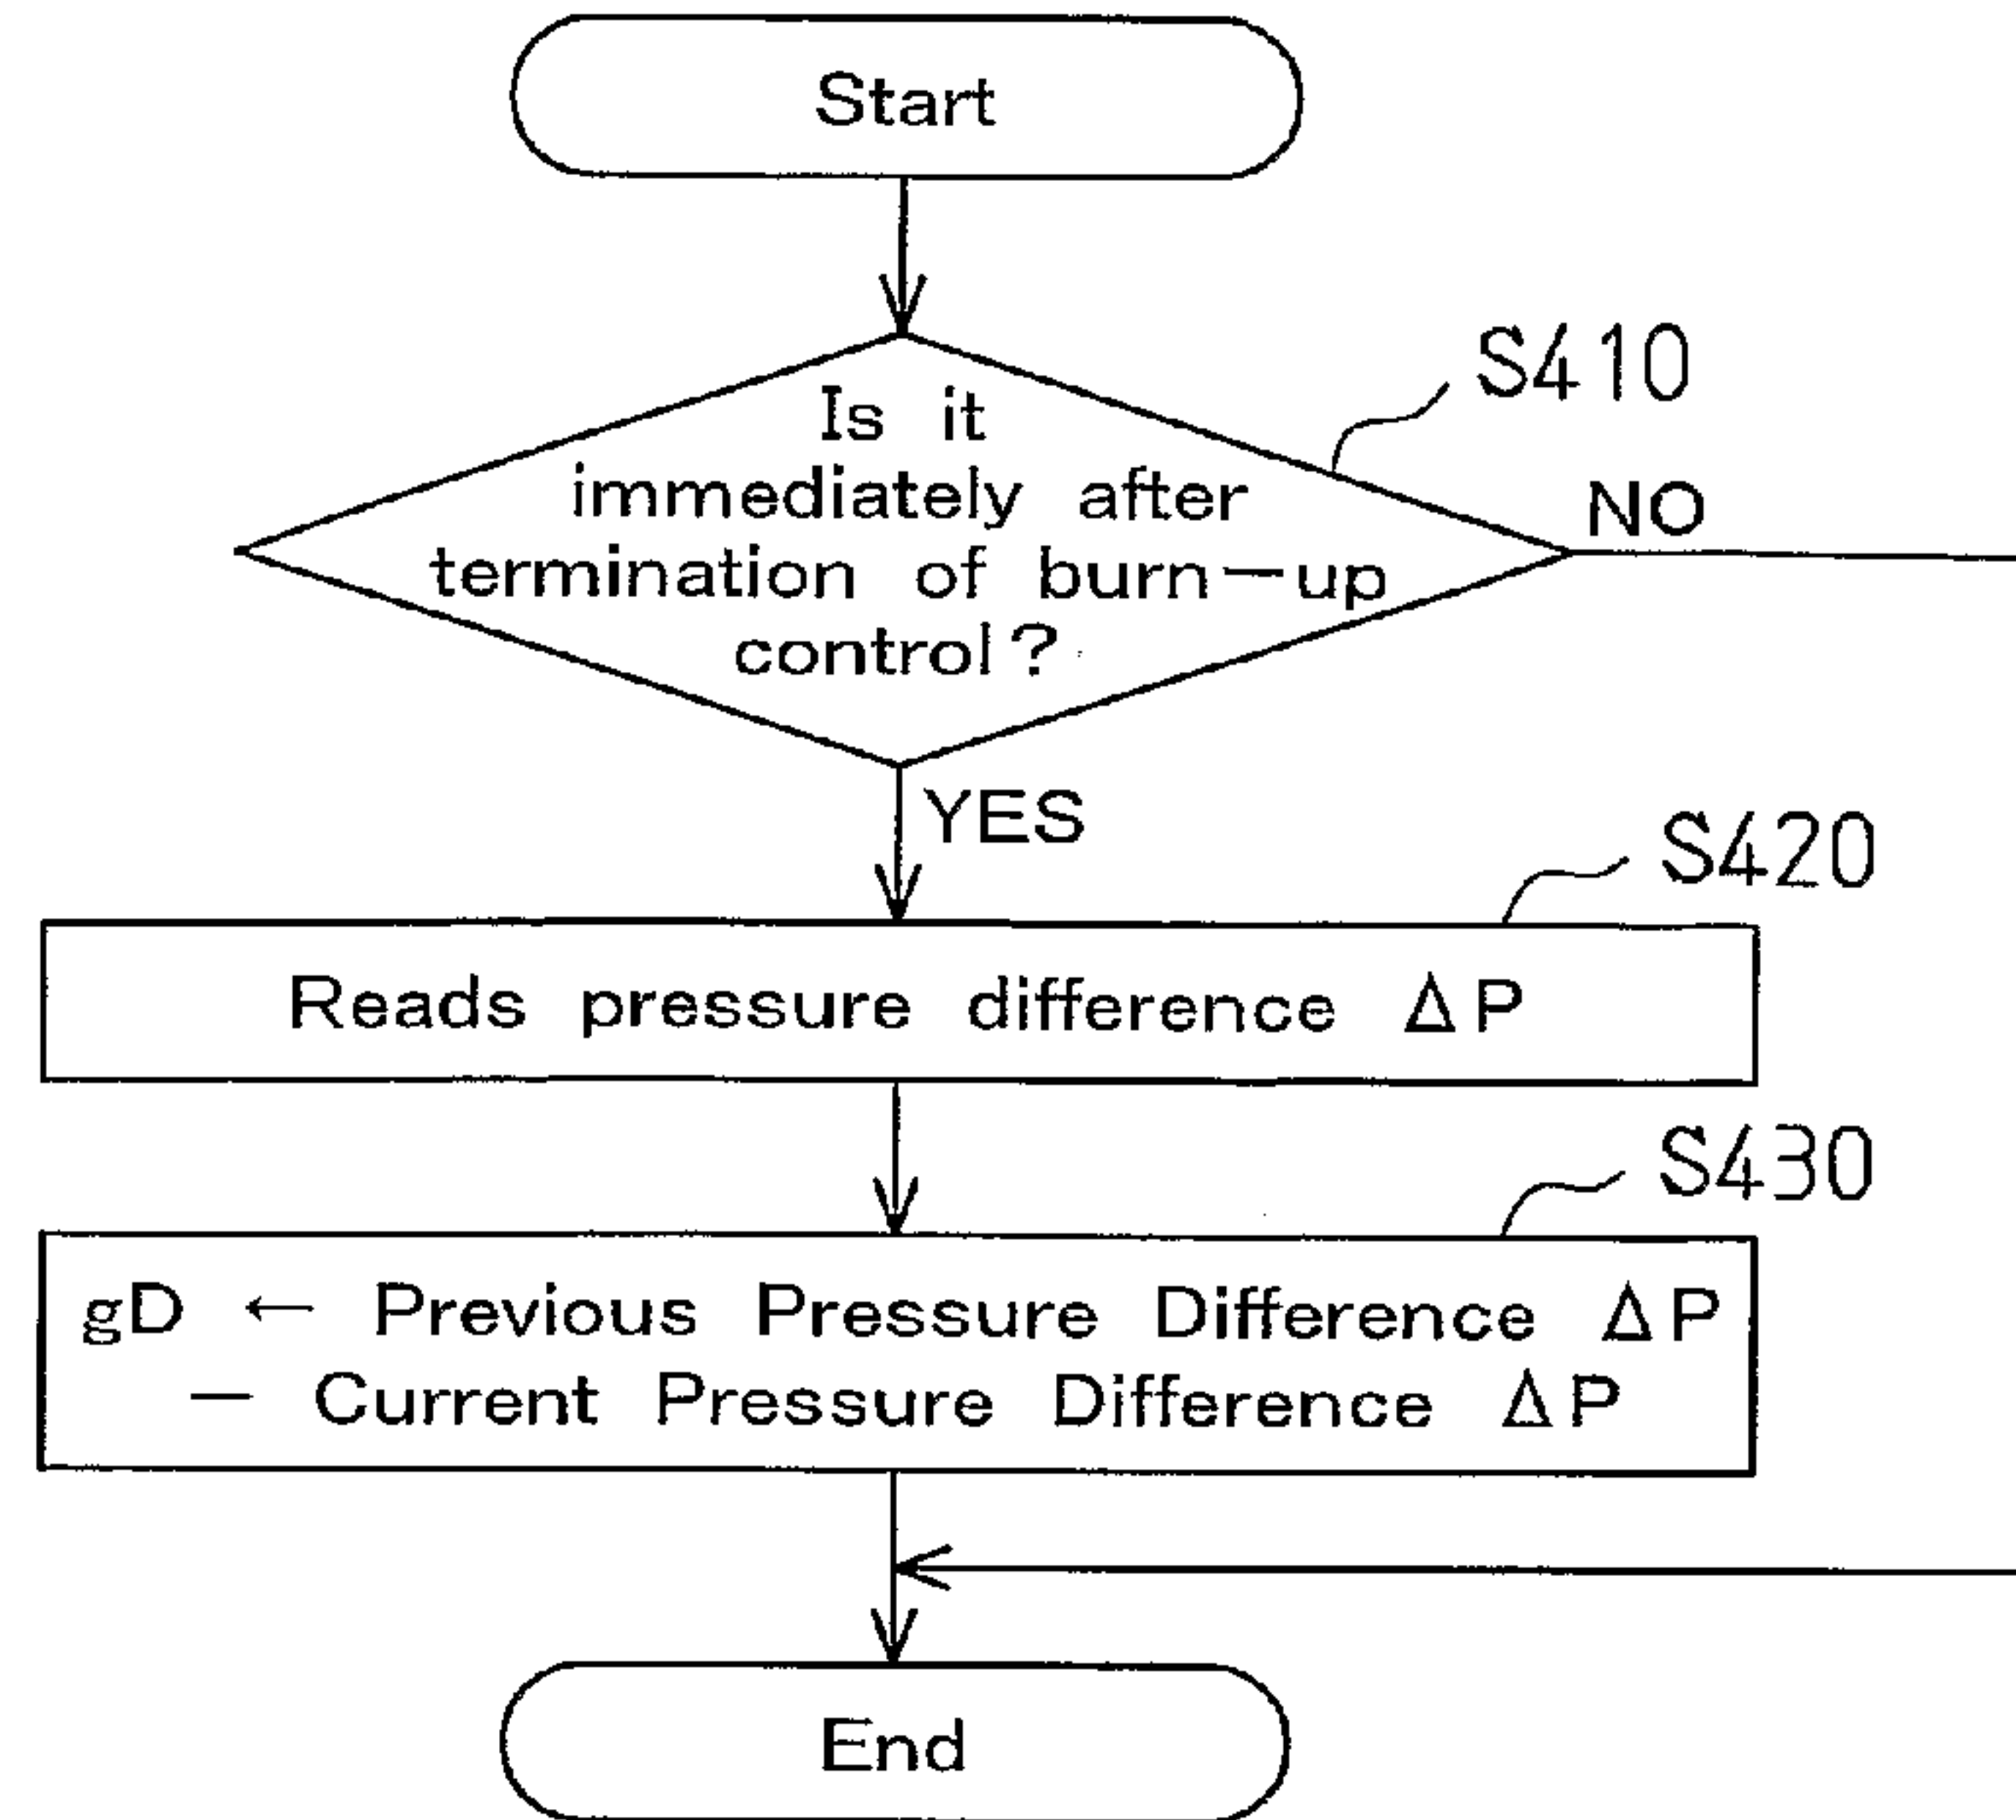 Start
S410
Is it
immediately after
termination of burn-up
control?
NO
YES
S420
Reads pressure difference ΔP
S430
gD ← Previous Pressure Difference ΔP
— Current Pressure Difference ΔP
End